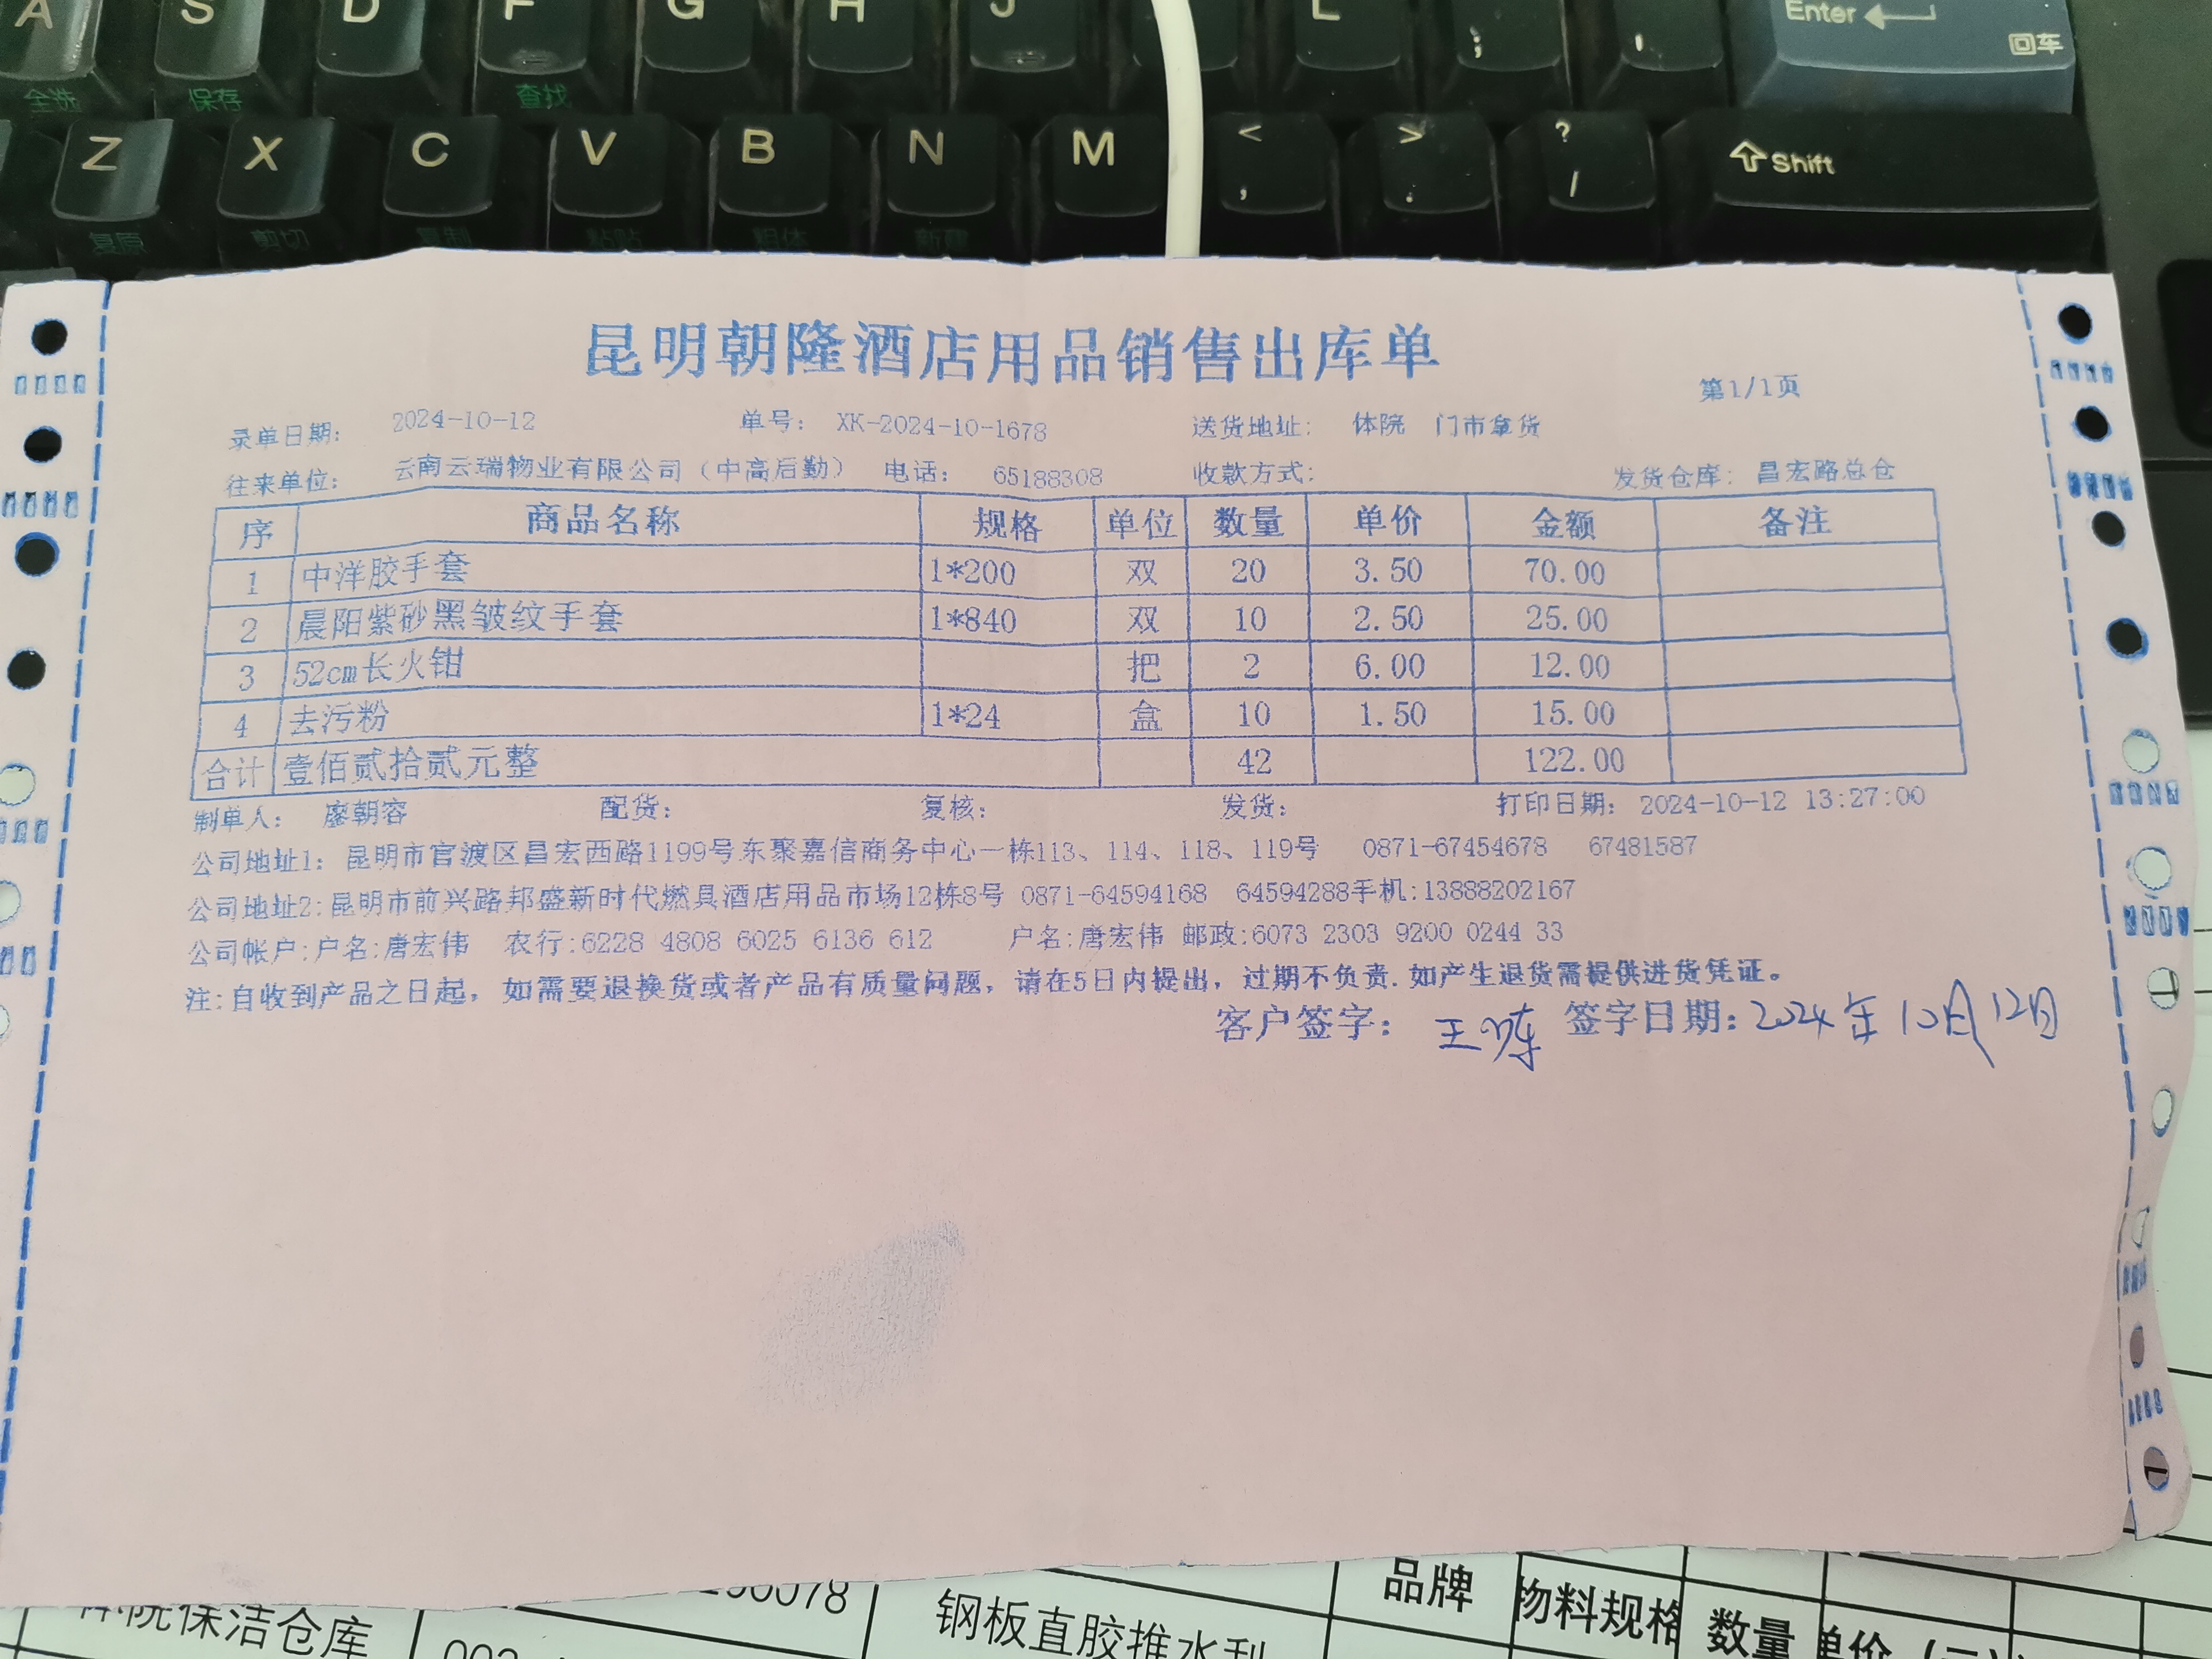 A S D F G H J L ; Enter
回车
全选 保存 查找
Z X C V B N M < , > . ? / Shift
复原 剪切 复制 粘贴 粗体 新建
昆明朝隆酒店用品销售出库单
第1/1页
录单日期: 2024-10-12 单号: XK-2024-10-1678 送货地址: 体院 门市拿货
往来单位: 云南云瑞物业有限公司(中高后勤) 电话: 65188308 收款方式: 发货仓库: 昌宏路总仓
序 商品名称 规格 单位 数量 单价 金额 备注
1 中洋胶手套 1*200 双 20 3.50 70.00
2 晨阳紫砂黑皱纹手套 1*840 双 10 2.50 25.00
3 52cm长火钳 把 2 6.00 12.00
4 去污粉 1*24 盒 10 1.50 15.00
合计 壹佰贰拾贰元整 42 122.00
制单人: 廖朝容 配货: 复核: 发货: 打印日期: 2024-10-12 13:27:00
公司地址1: 昆明市官渡区昌宏西路1199号东聚嘉信商务中心一栋113、114、118、119号 0871-67454678 67481587
公司地址2:昆明市前兴路邦盛新时代燃具酒店用品市场12栋8号 0871-64594168 64594288手机:13888202167
公司帐户:户名:唐宏伟 农行:6228 4808 6025 6136 612 户名:唐宏伟 邮政:6073 2303 9200 0244 33
注:自收到产品之日起,如需要退换货或者产品有质量问题,请在5日内提出,过期不负责.如产生退货需提供进货凭证。
客户签字: 王 签字日期:2024年10月12日
体院保洁仓库 钢板直胶推水刮 品牌 物料规格 数量 单价